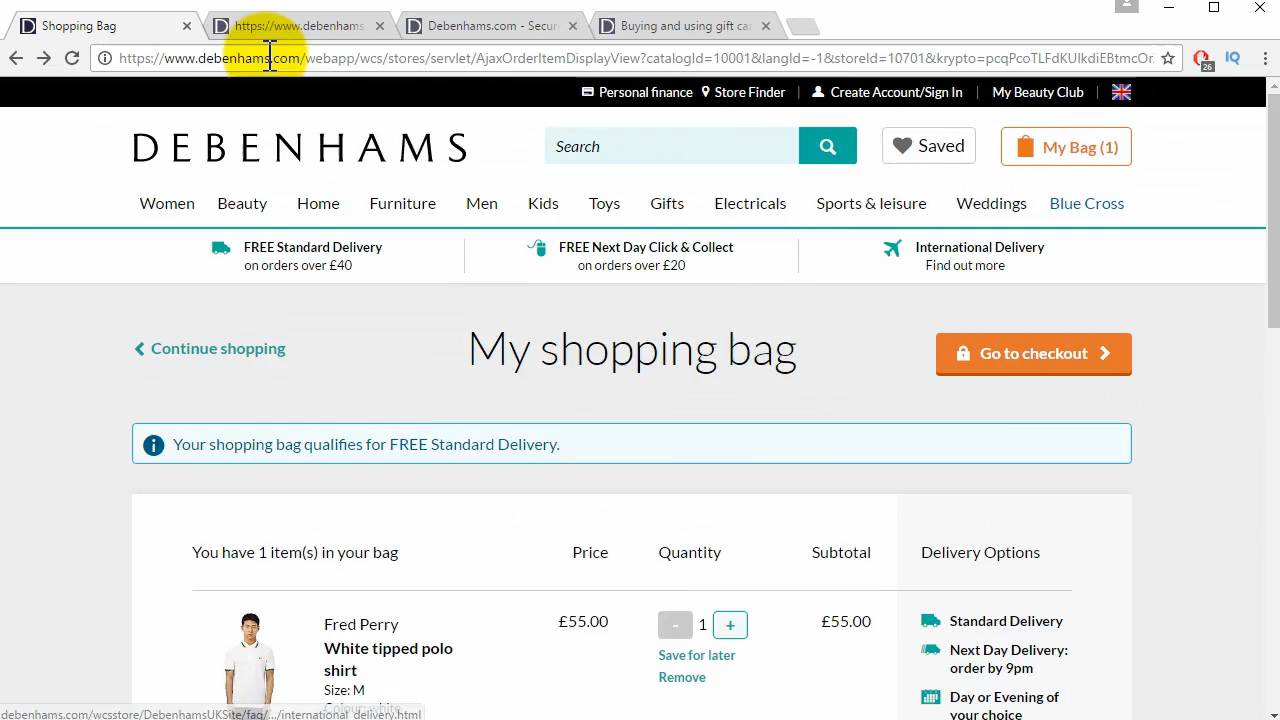 Shopping Bag
https://www.debenhams
Debenhams.com - Secu
Buying and using gift ca
https://www.debenhams.com/webapp/wcs/stores/servlet/AjaxOrderItemDisplayView?catalogId=10001&langId=-1&storeId=10701&krypto=pcqPcoTLFdKUIkdiEBtmcOr
26
IQ
Personal finance
Store Finder
Create Account/Sign In
My Beauty Club
DEBENHAMS
Search
Saved
My Bag (1)
Women Beauty Home Furniture Men Kids Toys Gifts Electricals Sports & leisure Weddings Blue Cross
FREE Standard Delivery
on orders over £40
FREE Next Day Click & Collect
on orders over £20
International Delivery
Find out more
Continue shopping
My shopping bag
Go to checkout
Your shopping bag qualifies for FREE Standard Delivery.
You have 1 item(s) in your bag
Price
Quantity
Subtotal
Delivery Options
Fred Perry
White tipped polo
shirt
Size: M
Colour: white
£55.00
- 1 +
Save for later
Remove
£55.00
Standard Delivery
Next Day Delivery:
order by 9pm
Day or Evening of
your choice
debenhams.com/wcsstore/DebenhamsUKSite/faq/.../international_delivery.html